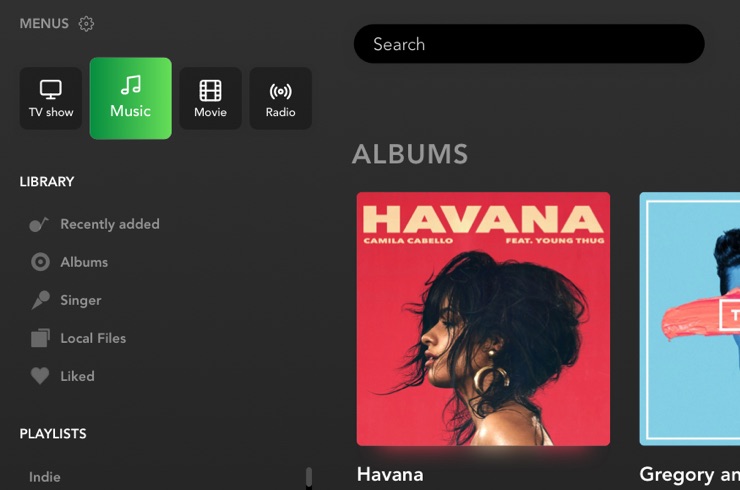 MENUS
Search
TV show
Music
Movie
Radio
ALBUMS
LIBRARY
Recently added
Albums
Singer
Local Files
Liked
PLAYLISTS
Indie
HAVANA
CAMILA CABELLO
FEAT. YOUNG THUG
Havana
T
Gregory an